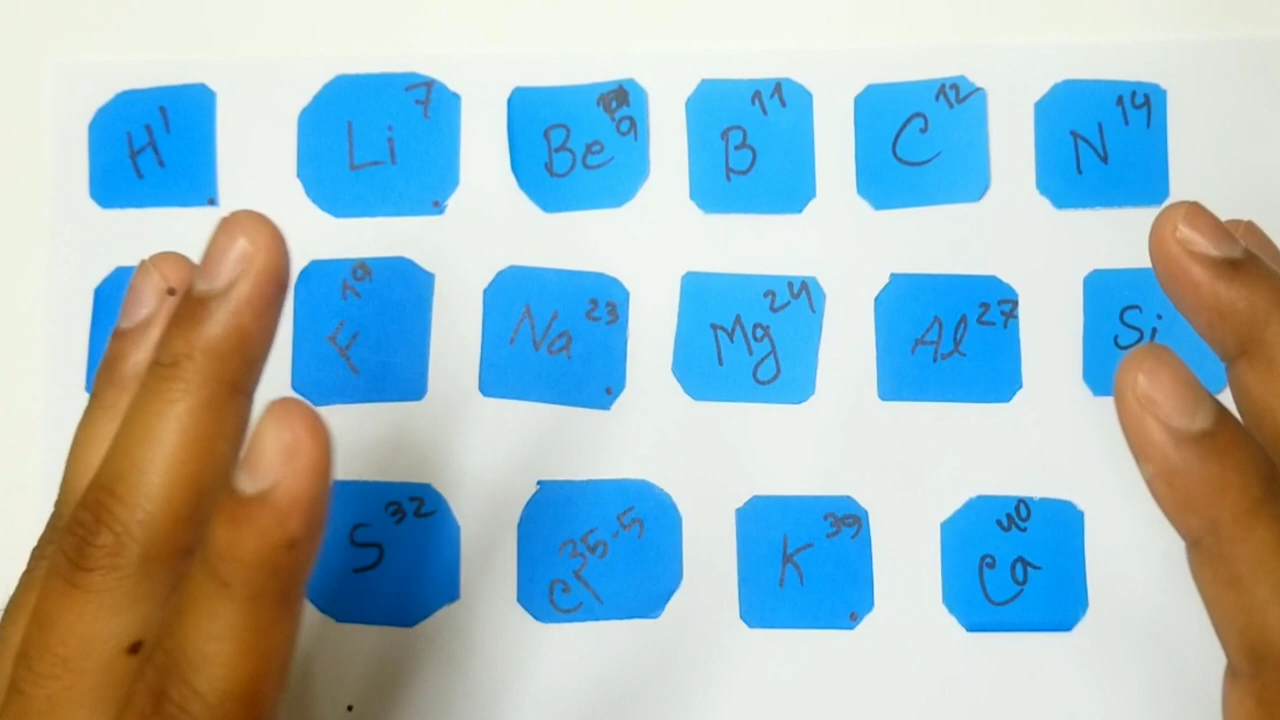 H¹
Li⁷
Be⁹
B¹¹
C¹²
N¹⁴
F¹⁹
Na²³
Mg²⁴
Al²⁷
Si
S³²
Cl³⁵·⁵
K³⁹
Ca⁴⁰